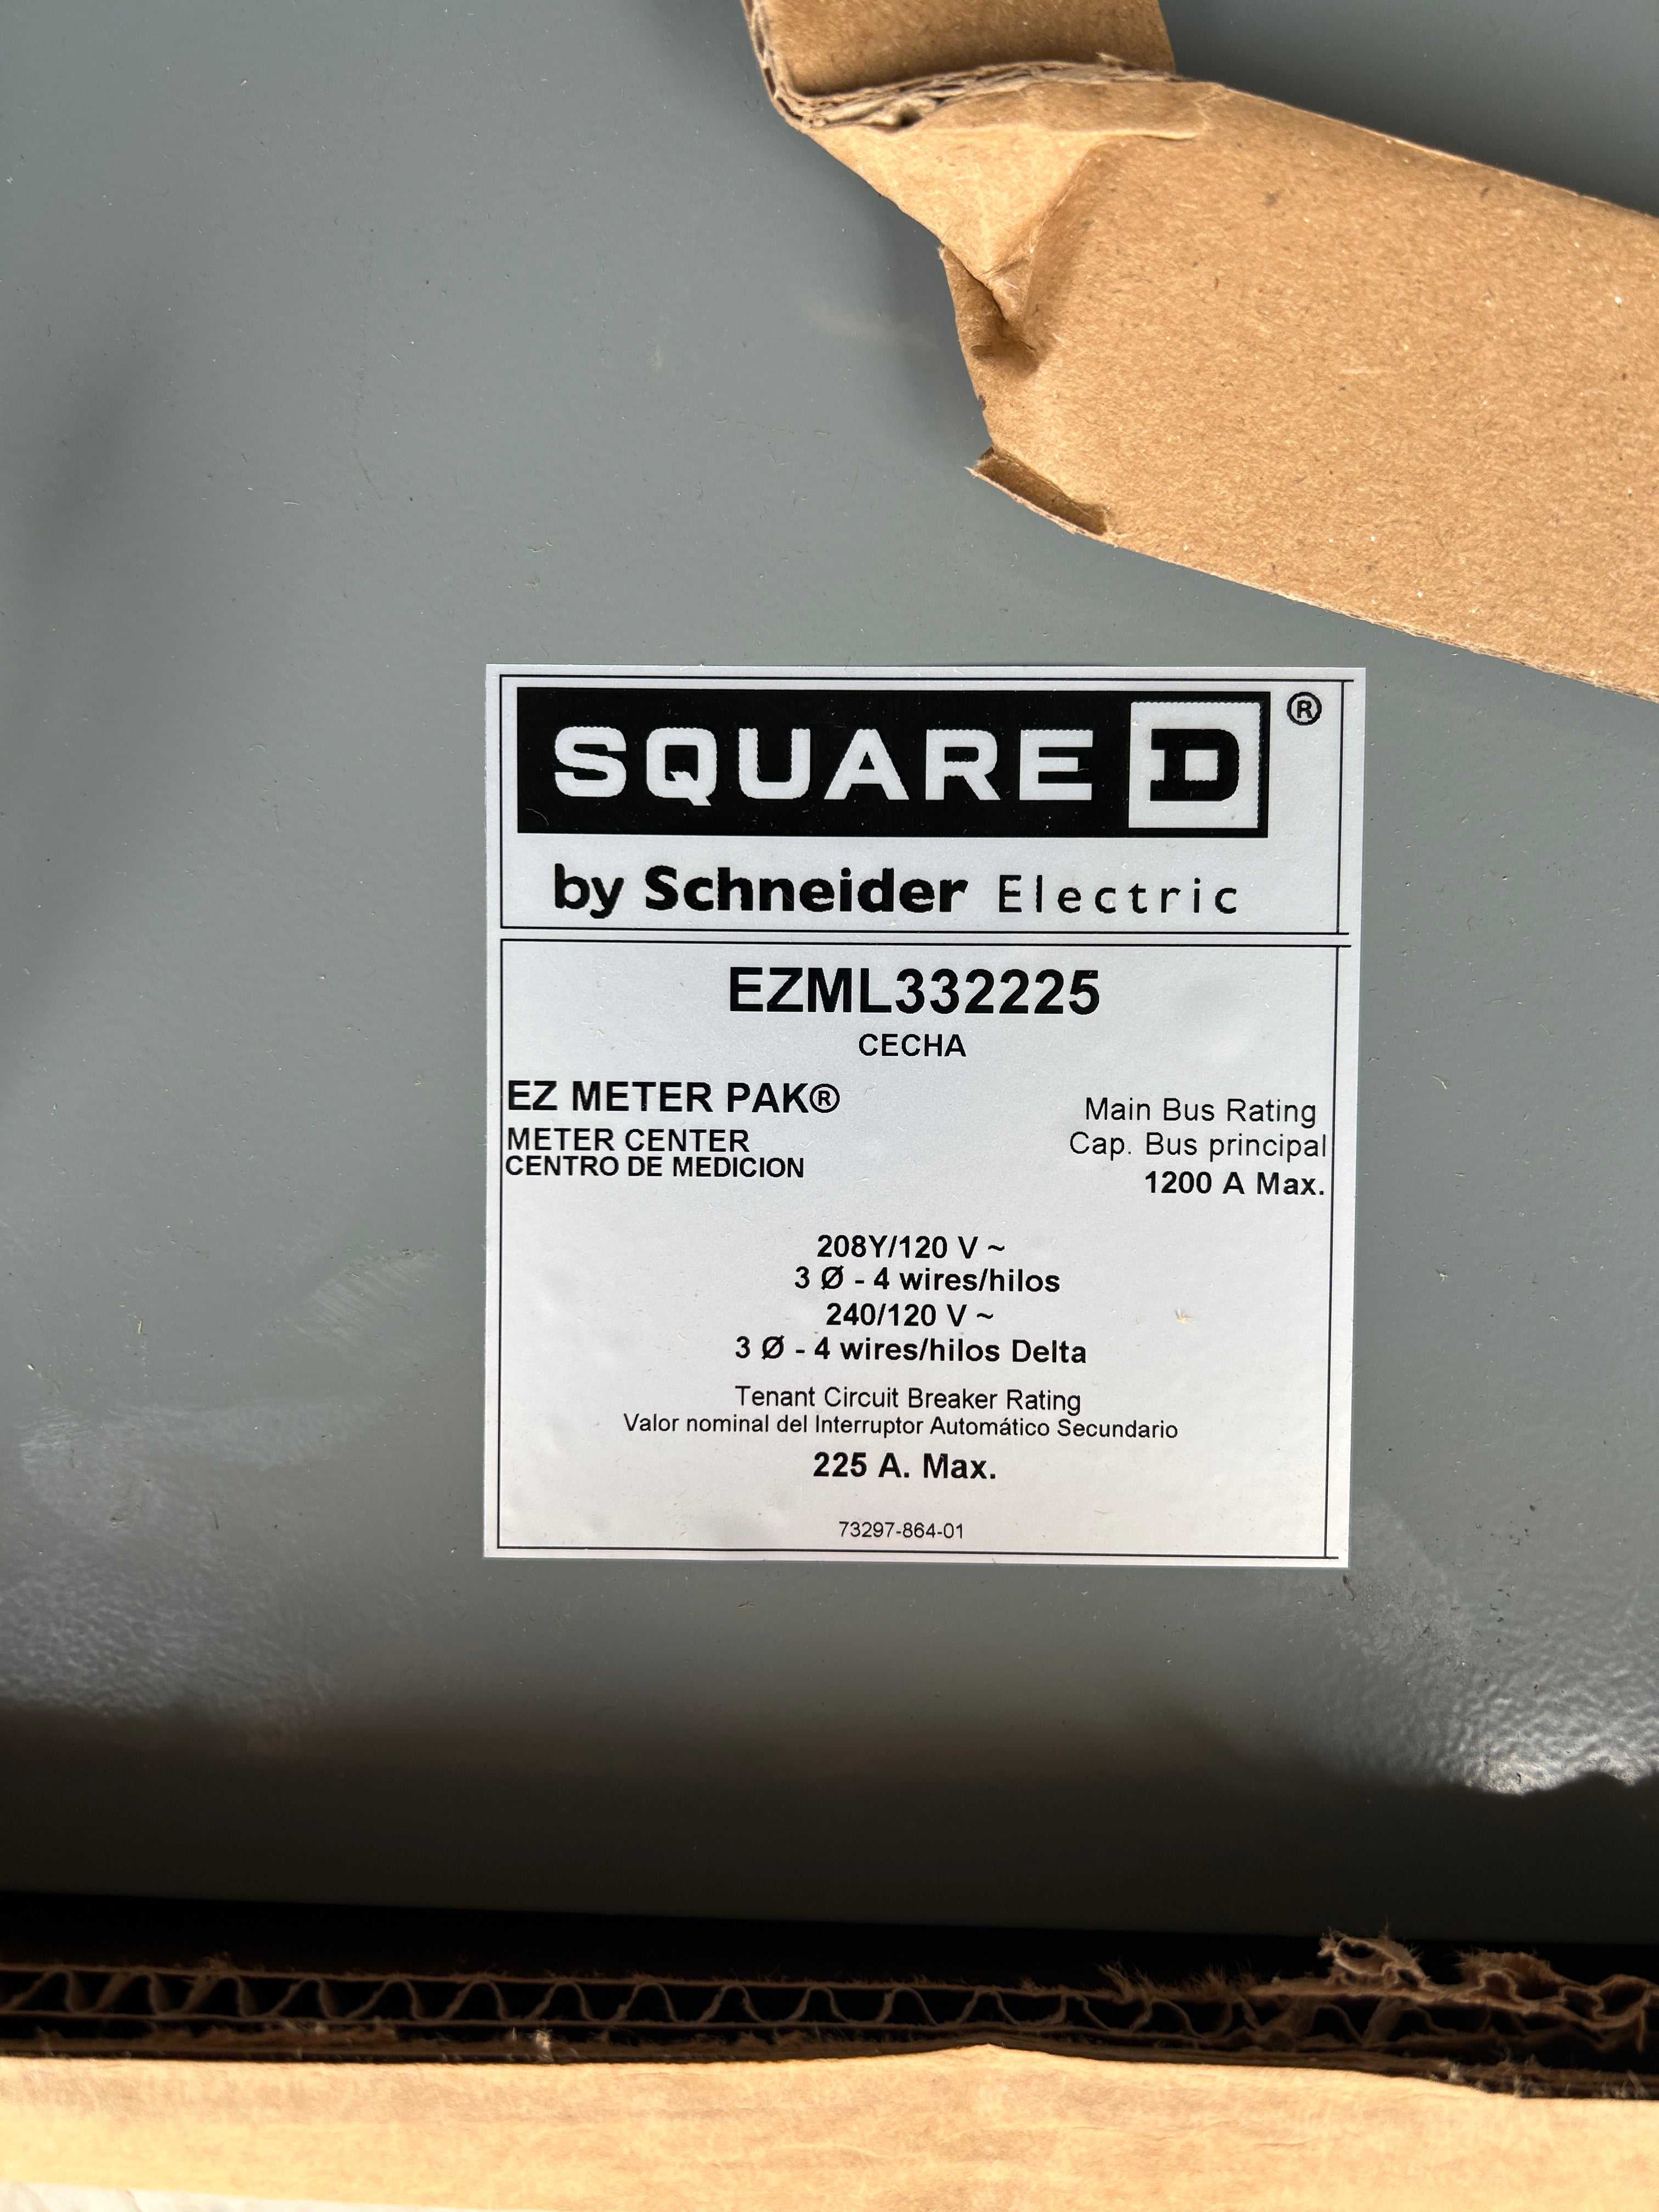 SQUARE D ®
by Schneider Electric
EZML332225
CECHA
EZ METER PAK®
METER CENTER
CENTRO DE MEDICION
Main Bus Rating
Cap. Bus principal
1200 A Max.
208Y/120 V ~
3 Ø - 4 wires/hilos
240/120 V ~
3 Ø - 4 wires/hilos Delta
Tenant Circuit Breaker Rating
Valor nominal del Interruptor Automático Secundario
225 A. Max.
73297-864-01